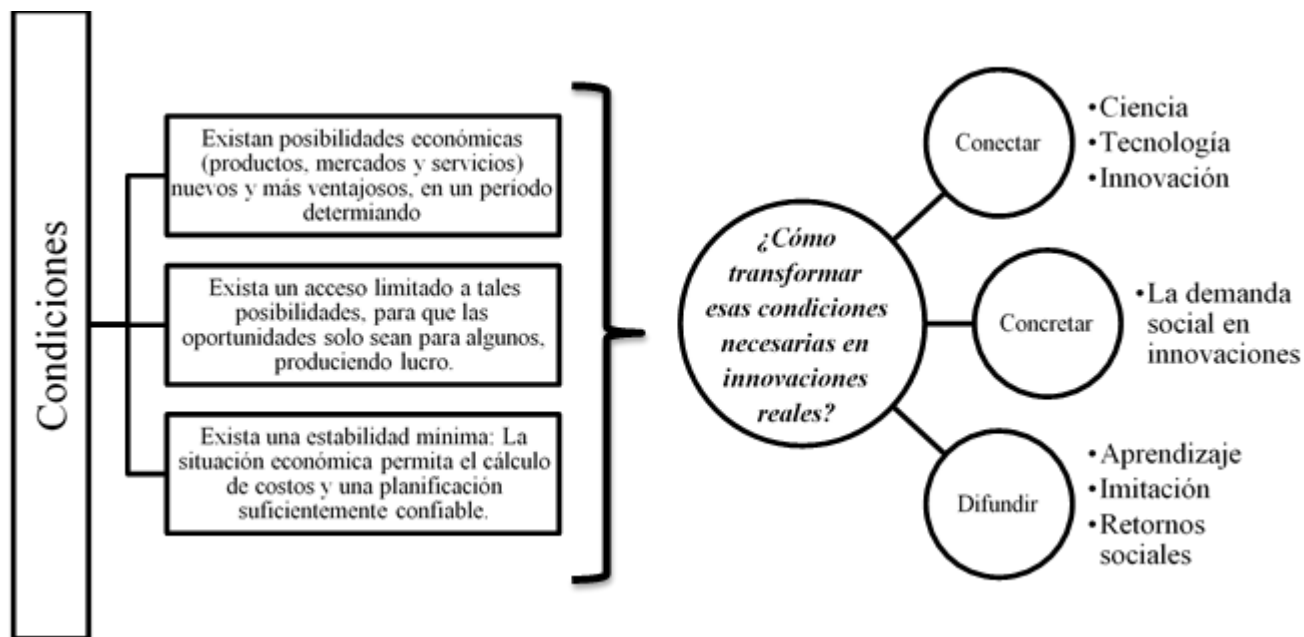 Condiciones
Existan posibilidades económicas
(productos, mercados y servicios)
nuevos y más ventajosos, en un período
determiando
Exista un acceso limitado a tales
posibilidades, para que las
oportunidades solo sean para algunos,
produciendo lucro.
Exista una estabilidad mínima: La
situación económica permita el cálculo
de costos y una planificación
suficientemente confiable.
¿Cómo
transformar
esas condiciones
necesarias en
innovaciones
reales?
Conectar
•Ciencia
•Tecnología
•Innovación
Concretar
•La demanda
social en
innovaciones
Difundir
•Aprendizaje
•Imitación
•Retornos
sociales